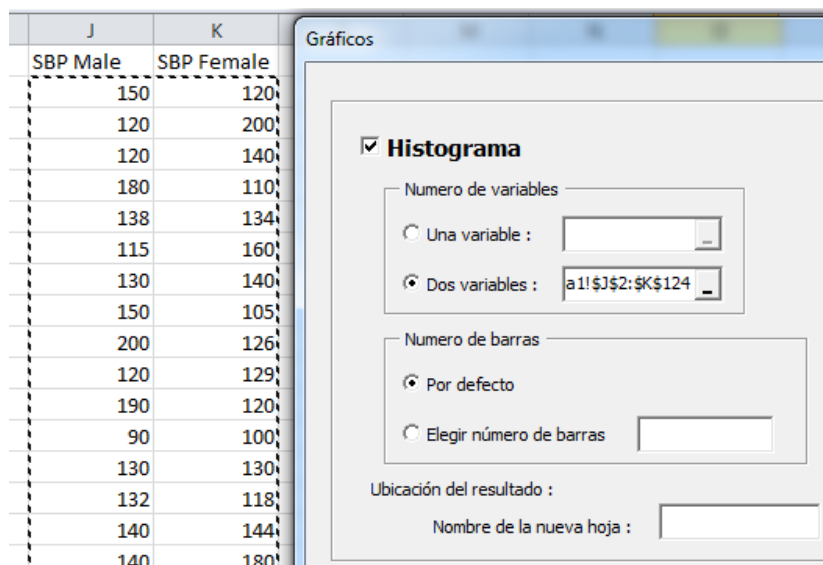 J K
SBP Male SBP Female
150 120
120 200
120 140
180 110
138 134
115 160
130 140
150 105
200 126
120 129
190 120
90 100
130 130
132 118
140 144
140 180
Gráficos
Histograma
Numero de variables
Una variable :
Dos variables : a1!$J$2:$K$124
Numero de barras
Por defecto
Elegir número de barras
Ubicación del resultado :
Nombre de la nueva hoja :